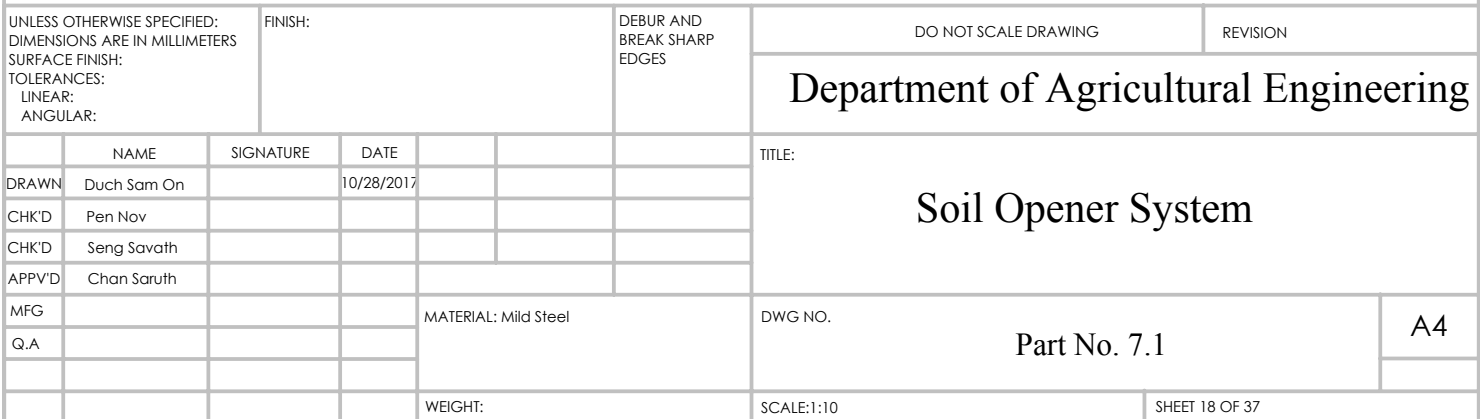 UNLESS OTHERWISE SPECIFIED:
DIMENSIONS ARE IN MILLIMETERS
SURFACE FINISH:
TOLERANCES:
LINEAR:
ANGULAR:
FINISH:
DEBUR AND
BREAK SHARP
EDGES
DO NOT SCALE DRAWING
REVISION
Department of Agricultural Engineering
NAME SIGNATURE DATE
DRAWN Duch Sam On 10/28/2017
CHK'D Pen Nov
CHK'D Seng Savath
APPV'D Chan Saruth
MFG
Q.A
TITLE:
Soil Opener System
MATERIAL: Mild Steel
DWG NO.
Part No. 7.1
A4
WEIGHT:
SCALE:1:10
SHEET 18 OF 37